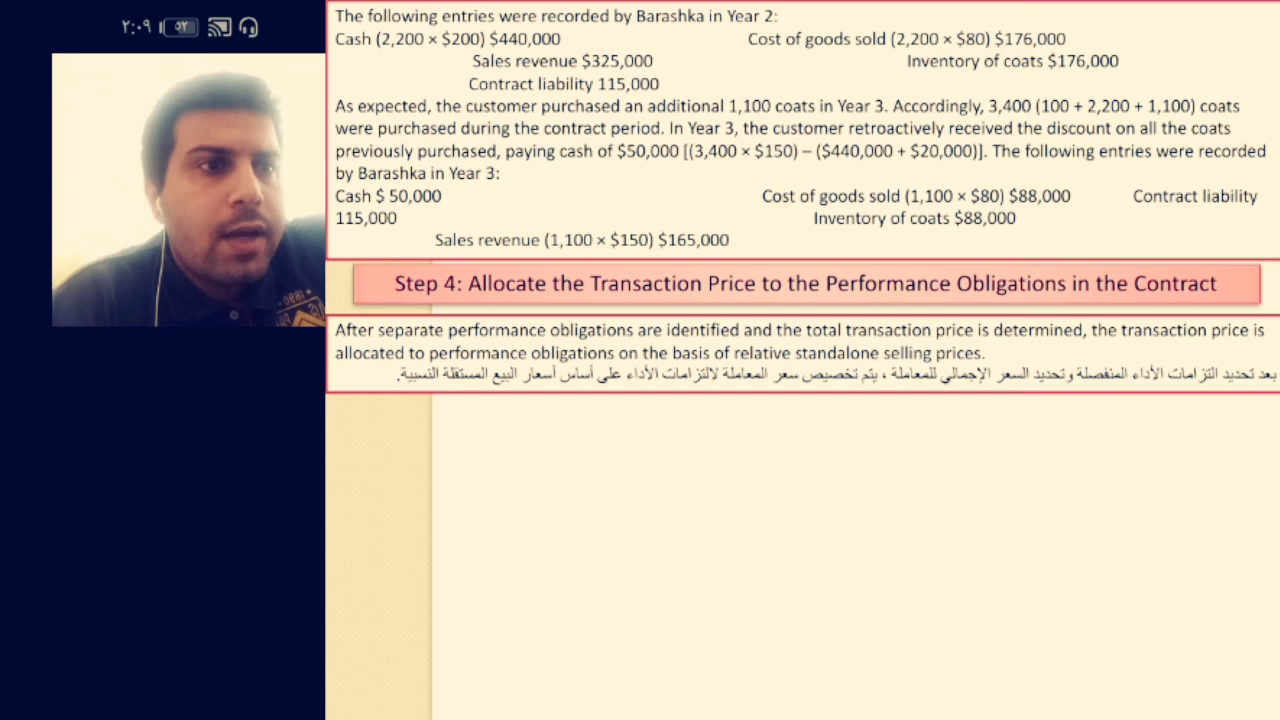 ٢:٠٩ ٥٢
The following entries were recorded by Barashka in Year 2:
Cash (2,200 × $200) $440,000 Cost of goods sold (2,200 × $80) $176,000
Sales revenue $325,000 Inventory of coats $176,000
Contract liability 115,000
As expected, the customer purchased an additional 1,100 coats in Year 3. Accordingly, 3,400 (100 + 2,200 + 1,100) coats
were purchased during the contract period. In Year 3, the customer retroactively received the discount on all the coats
previously purchased, paying cash of $50,000 [(3,400 × $150) – ($440,000 + $20,000)]. The following entries were recorded
by Barashka in Year 3:
Cash $ 50,000 Cost of goods sold (1,100 × $80) $88,000 Contract liability
115,000 Inventory of coats $88,000
Sales revenue (1,100 × $150) $165,000
Step 4: Allocate the Transaction Price to the Performance Obligations in the Contract
After separate performance obligations are identified and the total transaction price is determined, the transaction price is
allocated to performance obligations on the basis of relative standalone selling prices.
بعد تحديد التزامات الأداء المنفصلة وتحديد السعر الإجمالي للمعاملة ، يتم تخصيص سعر المعاملة لالتزامات الأداء على أساس أسعار البيع المستقلة النسبية.